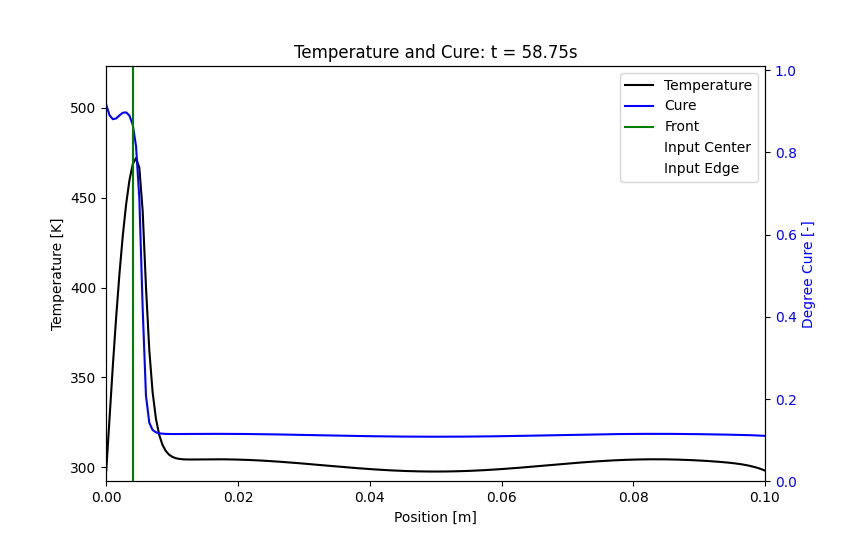 Temperature and Cure: t = 58.75s
Temperature
Cure
Front
Input Center
Input Edge
500
450
400
350
300
Temperature [K]
1.0
0.8
0.6
0.4
0.2
0.0
Degree Cure [-]
0.00 0.02 0.04 0.06 0.08 0.10
Position [m]